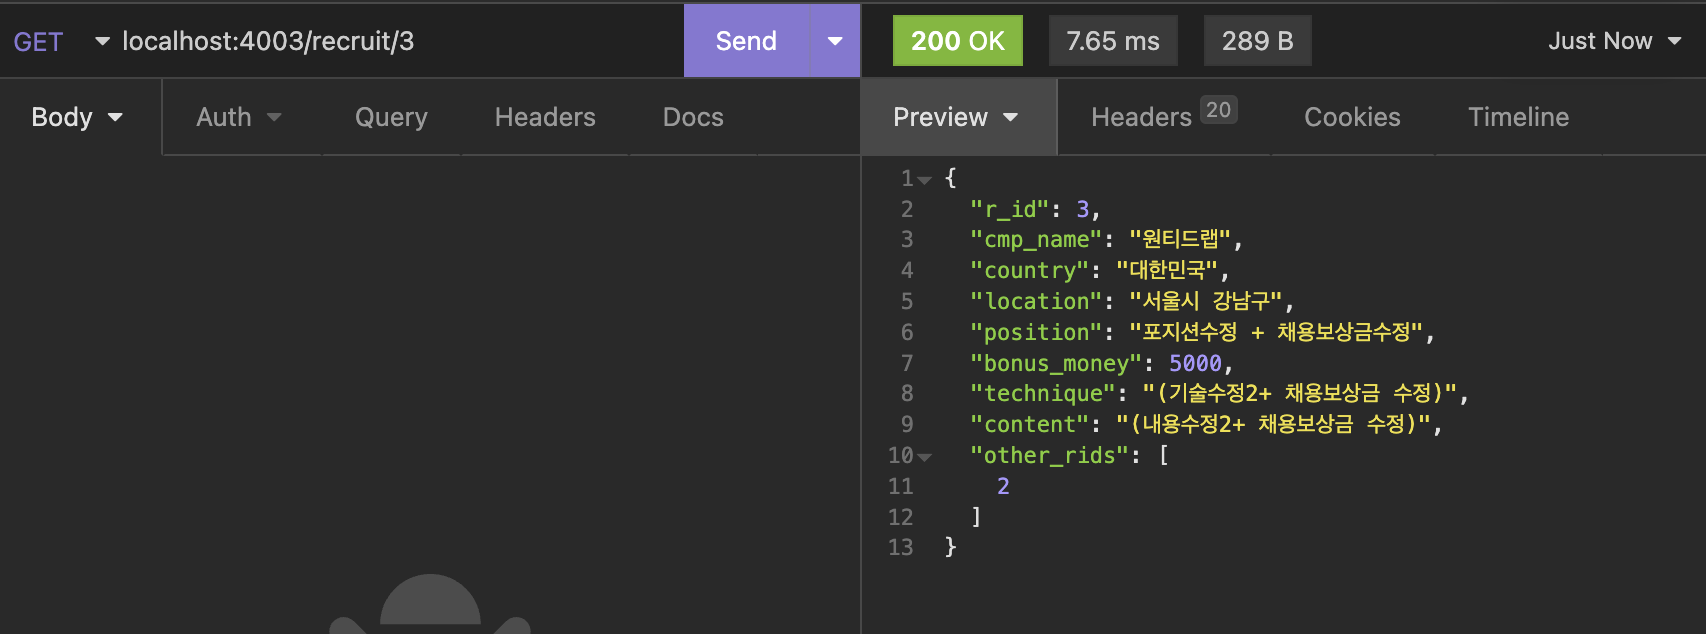 GET localhost:4003/recruit/3 Send 200 OK 7.65 ms 289 B Just Now
Body Auth Query Headers Docs Preview Headers 20 Cookies Timeline
1 {
2 "r_id": 3,
3 "cmp_name": "원티드랩",
4 "country": "대한민국",
5 "location": "서울시 강남구",
6 "position": "포지션수정 + 채용보상금수정",
7 "bonus_money": 5000,
8 "technique": "(기술수정2+ 채용보상금 수정)",
9 "content": "(내용수정2+ 채용보상금 수정)",
10 "other_rids": [
11 2
12 ]
13 }